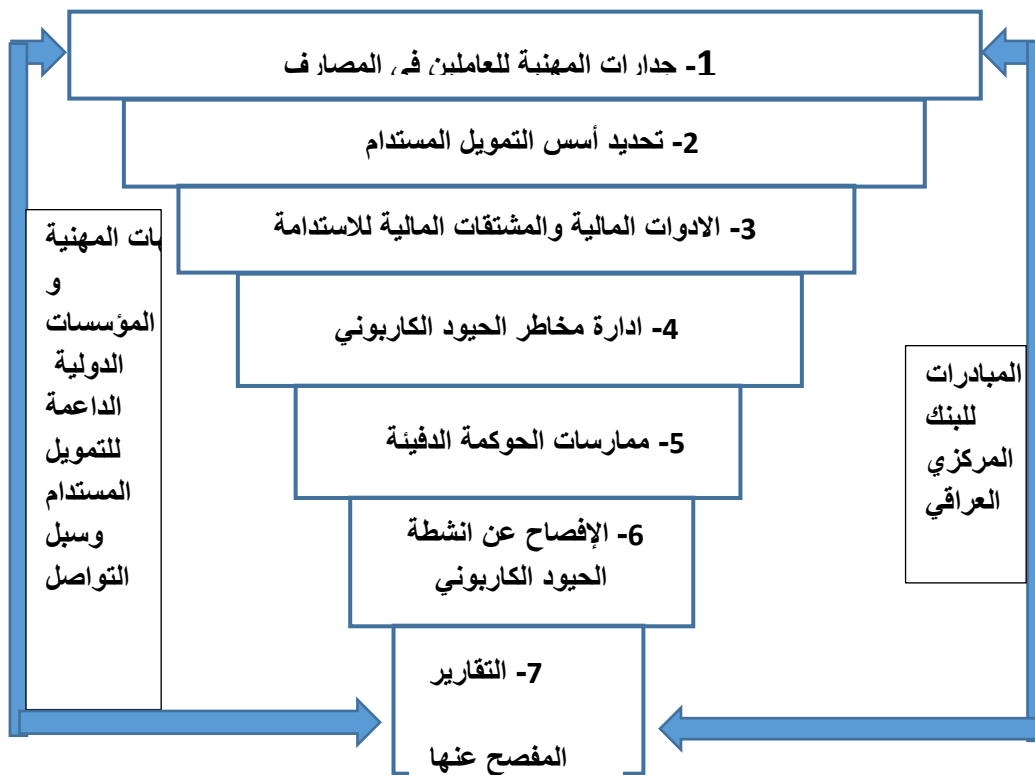 1- جدارات المهنية للعاملين في المصارف
2- تحديد أسس التمويل المستدام
3- الادوات المالية والمشتقات المالية للاستدامة
4- ادارة مخاطر الحيود الكاربوني
5- ممارسات الحوكمة الدفيئة
6- الإفصاح عن انشطة
الحيود الكاربوني
7- التقارير
المفصح عنها
المبادرات
للبنك
المركزي
العراقي
المهنية
و
المؤسسات
الدولية
الداعمة
للتمويل
المستدام
وسبل
التواصل